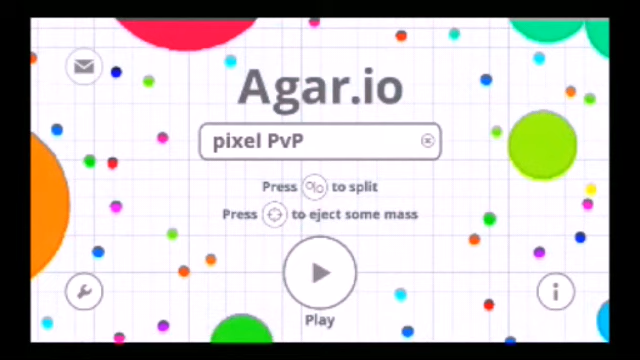 Agar.io
pixel PvP
Press to split
Press to eject some mass
Play